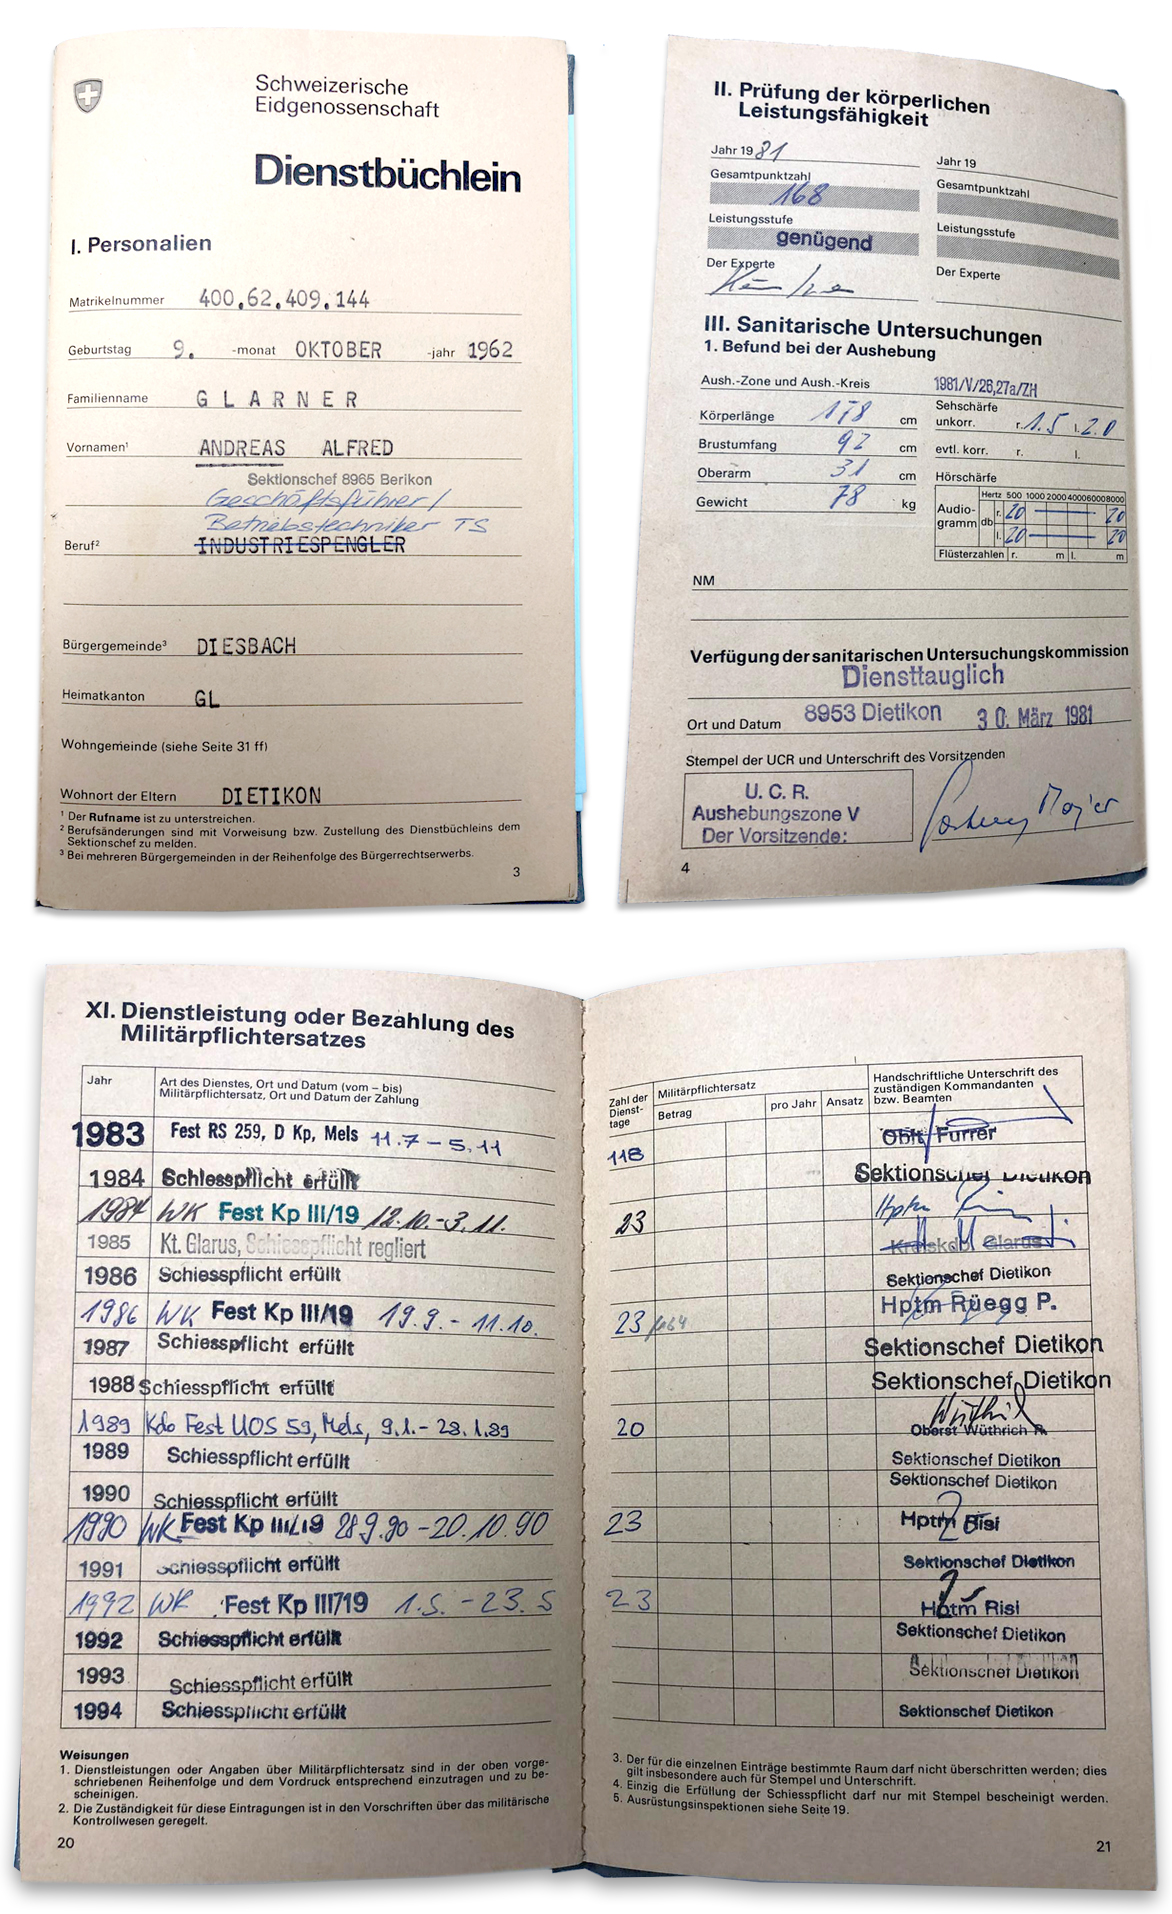 Schweizerische
Eidgenossenschaft
Dienstbüchlein
I. Personalien
Matrikelnummer 400.62.409.144
Geburtstag 9. -monat OKTOBER -jahr 1962
Familienname GLARNER
Vornamen¹ ANDREAS ALFRED
Sektionschef 8965 Berikon
Geschäftsführer/
Betriebstechniker TS
Beruf² INDUSTRIESPENGLER
Bürgergemeinde³ DIESBACH
Heimatkanton GL
Wohngemeinde (siehe Seite 31 ff)
Wohnort der Eltern DIETIKON
¹ Der Rufname ist zu unterstreichen.
² Berufsänderungen sind mit Vorweisung bzw. Zustellung des Dienstbüchleins dem
Sektionschef zu melden.
³ Bei mehreren Bürgergemeinden in der Reihenfolge des Bürgerrechtserwerbs.
3
II. Prüfung der körperlichen
Leistungsfähigkeit
Jahr 1981 Jahr 19
Gesamtpunktzahl Gesamtpunktzahl
168
Leistungsstufe Leistungsstufe
genügend
Der Experte Der Experte
III. Sanitarische Untersuchungen
1. Befund bei der Aushebung
Aush.-Zone und Aush.-Kreis 1981/V/26,27a/ZH
Körperlänge 178 cm Sehschärfe
unkorr. r. 1.5 l. 2.0
Brustumfang 92 cm evtl. korr. r. l.
Oberarm 31 cm Hörschärfe
Gewicht 78 kg
Hertz 500 1000 2000 4000 6000 8000
Audiogramm db r. 20 20
l. 20 20
Flüsterzahlen r. m l. m
NM
Verfügung der sanitarischen Untersuchungskommission
Diensttauglich
Ort und Datum 8953 Dietikon 30. März 1981
Stempel der UCR und Unterschrift des Vorsitzenden
U. C. R.
Aushebungszone V
Der Vorsitzende:
4
XI. Dienstleistung oder Bezahlung des
Militärpflichtersatzes
Jahr Art des Dienstes, Ort und Datum (vom – bis)
Militärpflichtersatz, Ort und Datum der Zahlung
Zahl der Diensttage Militärpflichtersatz
Betrag pro Jahr Ansatz
Handschriftliche Unterschrift des
zuständigen Kommandanten
bzw. Beamten
1983 Fest RS 259, D Kp, Mels 11.7 – 5.11 118 Oblt Furrer
1984 Schiesspflicht erfüllt Sektionschef Dietikon
1984 WK Fest Kp III/19 12.10. - 3.11. 23 Hptm
1985 Kt. Glarus, Schiesspflicht regliert Kreiskdo. Glarus
1986 Schiesspflicht erfüllt Sektionschef Dietikon
1986 WK Fest Kp III/19 19.9. - 11.10. 23 Hptm Rüegg P.
1987 Schiesspflicht erfüllt Sektionschef Dietikon
1988 Schiesspflicht erfüllt Sektionschef Dietikon
1989 Kdo Fest UOS 59, Mels, 9.1. - 28.1.89 20 Oberst Wüthrich R.
1989 Schiesspflicht erfüllt Sektionschef Dietikon
1990 Schiesspflicht erfüllt Sektionschef Dietikon
1990 WK Fest Kp III/19 28.9.90 - 20.10.90 23 Hptm Risi
1991 Schiesspflicht erfüllt Sektionschef Dietikon
1992 WK Fest Kp III/19 1.5. - 23.5 23 Hptm Risi
1992 Schiesspflicht erfüllt Sektionschef Dietikon
1993 Schiesspflicht erfüllt Sektionschef Dietikon
1994 Schiesspflicht erfüllt Sektionschef Dietikon
Weisungen
1. Dienstleistungen oder Angaben über Militärpflichtersatz sind in der oben vorge-
schriebenen Reihenfolge und dem Vordruck entsprechend einzutragen und zu be-
scheinigen.
2. Die Zuständigkeit für diese Eintragungen ist in den Vorschriften über das militärische
Kontrollwesen geregelt.
20
3. Der für die einzelnen Einträge bestimmte Raum darf nicht überschritten werden; dies
gilt insbesondere auch für Stempel und Unterschrift.
4. Einzig die Erfüllung der Schiesspflicht darf nur mit Stempel bescheinigt werden.
5. Ausrüstungsinspektionen siehe Seite 19.
21